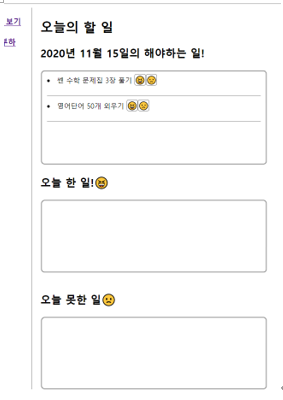 보기
오늘의 할 일
2020년 11월 15일의 해야하는 일!
쎈 수학 문제집 3장 풀기 😆😟
영어단어 50개 외우기 😆😟
오늘 한 일!😆
오늘 못한 일😟